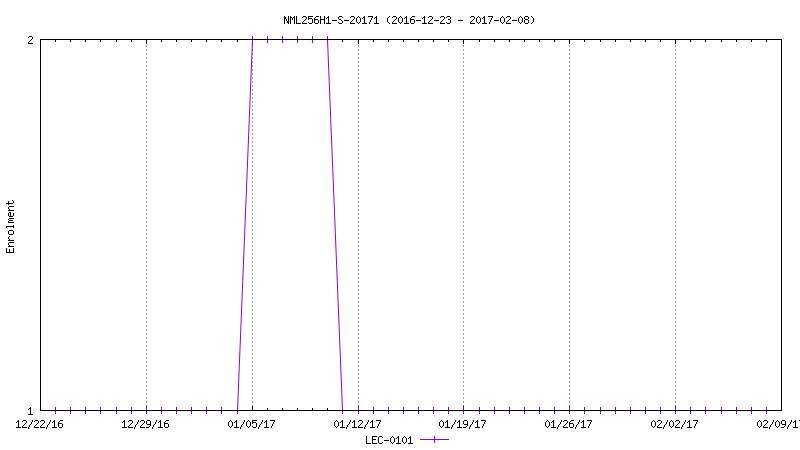 NML256H1-S-20171 (2016-12-23 - 2017-02-08)
2
Enrolment
1
12/22/16 12/29/16 01/05/17 01/12/17 01/19/17 01/26/17 02/02/17 02/09/1
LEC-0101